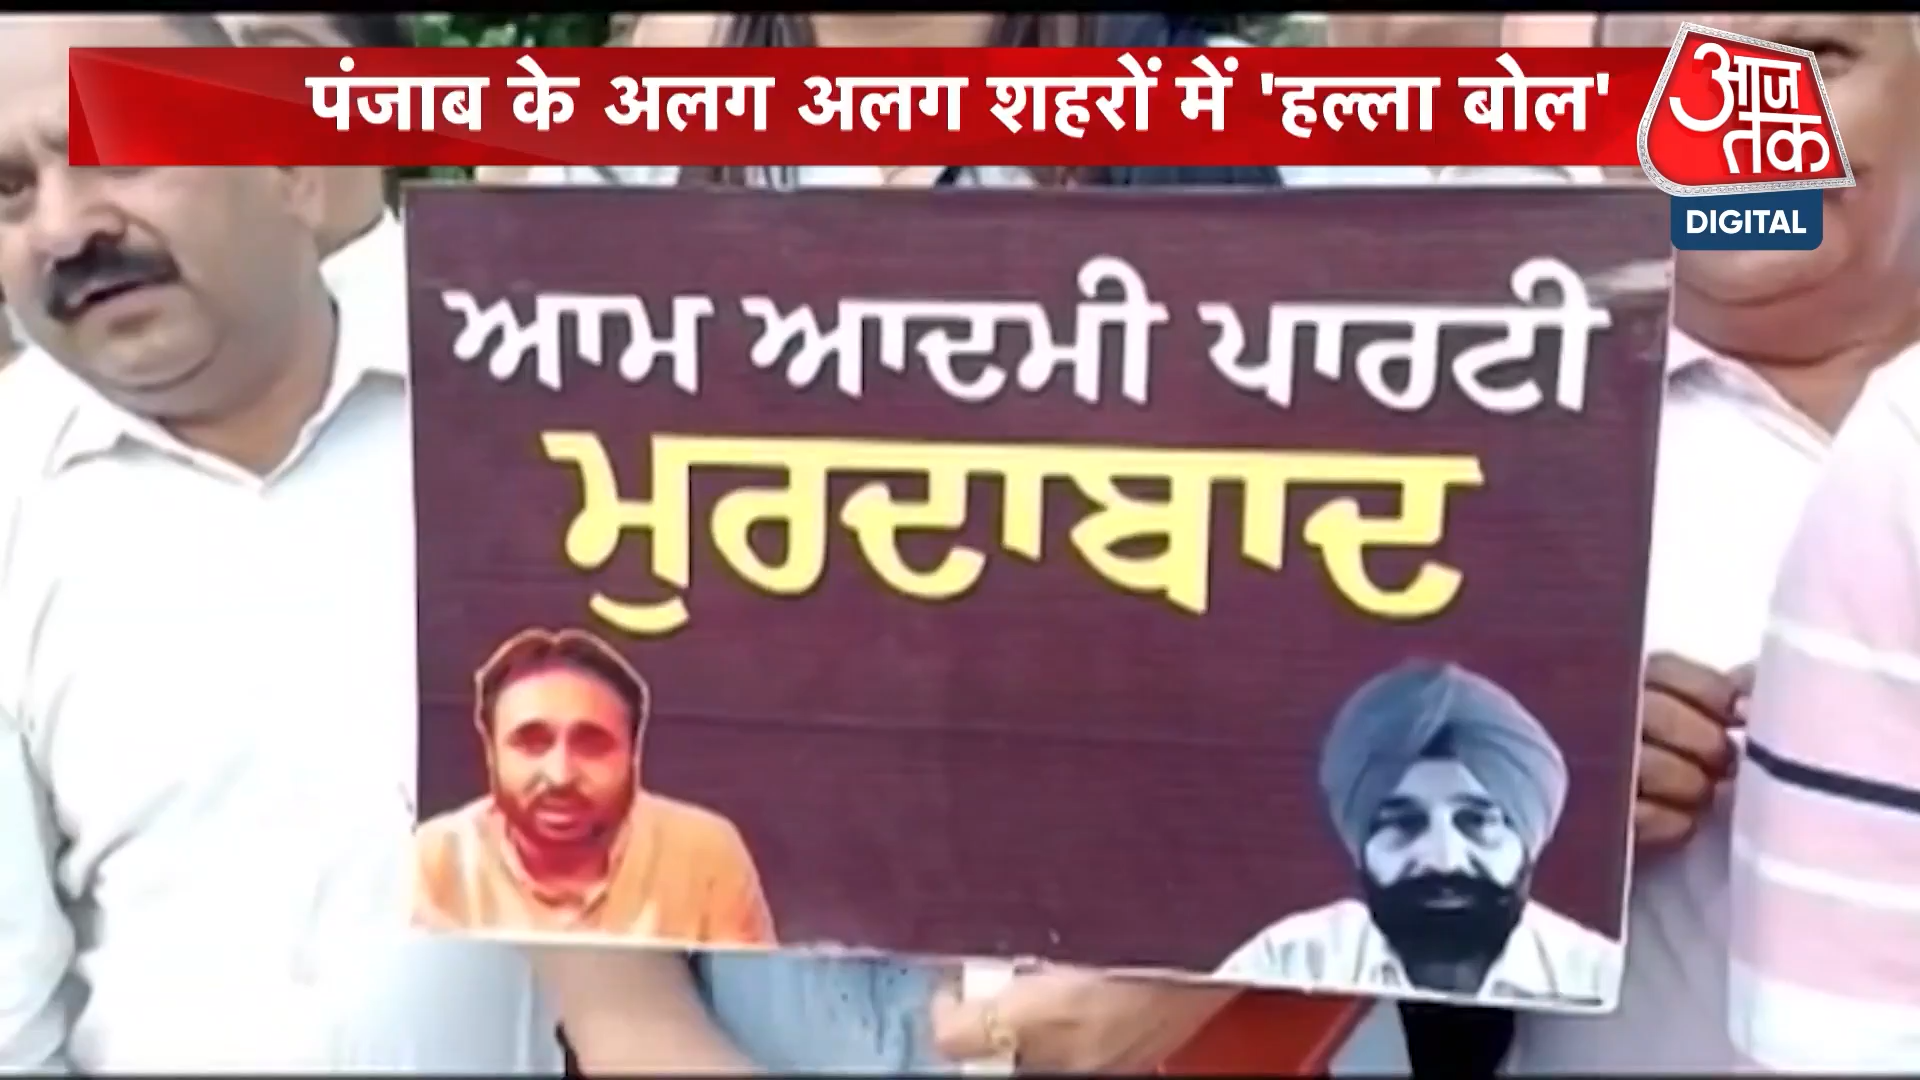 पंजाब के अलग अलग शहरों में 'हल्ला बोल'
आज
तक
DIGITAL
ਆਮ ਆਦਮੀ ਪਾਰਟੀ
ਮੁਰਦਾਬਾਦ